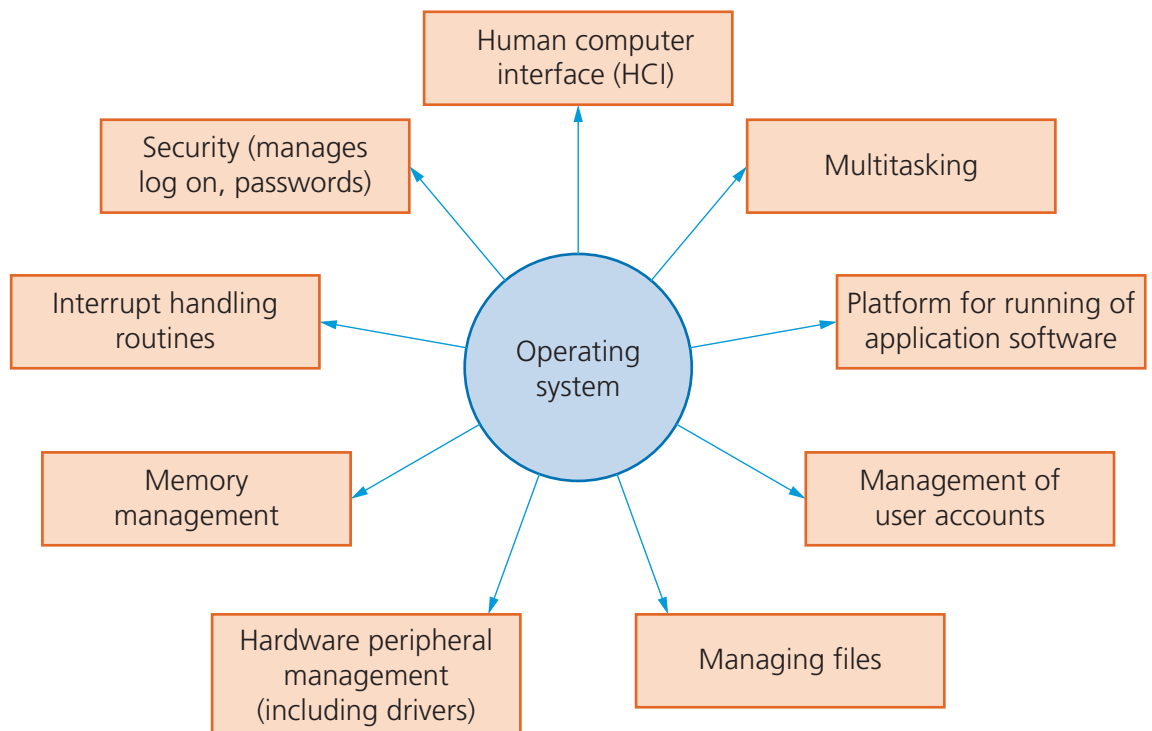 Human computer
interface (HCI)
Security (manages
log on, passwords)
Multitasking
Interrupt handling
routines
Platform for running of
application software
Operating
system
Memory
management
Management of
user accounts
Hardware peripheral
management
(including drivers)
Managing files